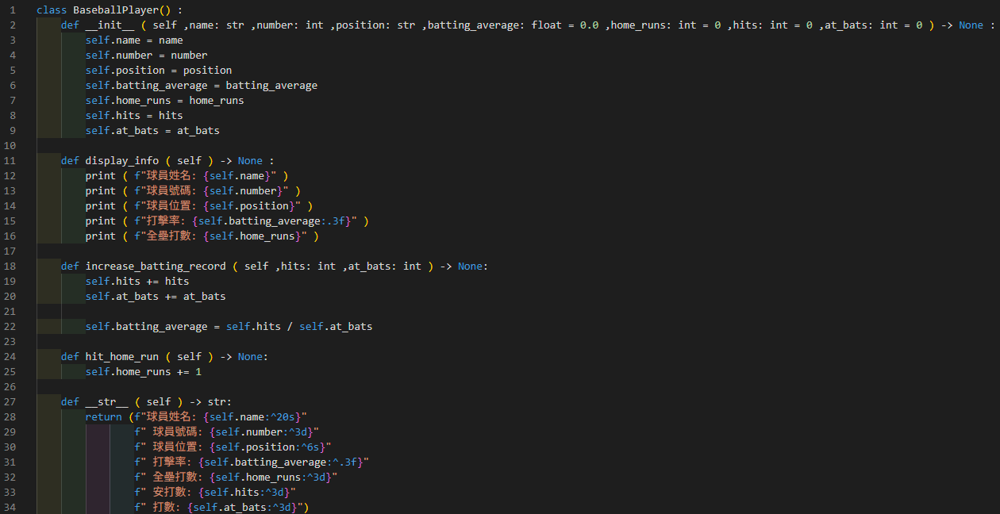 1 class BaseballPlayer() :
2     def __init__ ( self ,name: str ,number: int ,position: str ,batting_average: float = 0.0 ,home_runs: int = 0 ,hits: int = 0 ,at_bats: int = 0 ) -> None :
3         self.name = name
4         self.number = number
5         self.position = position
6         self.batting_average = batting_average
7         self.home_runs = home_runs
8         self.hits = hits
9         self.at_bats = at_bats
10
11     def display_info ( self ) -> None :
12         print ( f"球員姓名: {self.name}" )
13         print ( f"球員號碼: {self.number}" )
14         print ( f"球員位置: {self.position}" )
15         print ( f"打擊率: {self.batting_average:.3f}" )
16         print ( f"全壘打數: {self.home_runs}" )
17
18     def increase_batting_record ( self ,hits: int ,at_bats: int ) -> None:
19         self.hits += hits
20         self.at_bats += at_bats
21
22         self.batting_average = self.hits / self.at_bats
23
24     def hit_home_run ( self ) -> None:
25         self.home_runs += 1
26
27     def __str__ ( self ) -> str:
28         return (f"球員姓名: {self.name:^20s}"
29                 f" 球員號碼: {self.number:^3d}"
30                 f" 球員位置: {self.position:^6s}"
31                 f" 打擊率: {self.batting_average:^.3f}"
32                 f" 全壘打數: {self.home_runs:^3d}"
33                 f" 安打數: {self.hits:^3d}"
34                 f" 打數: {self.at_bats:^3d}")